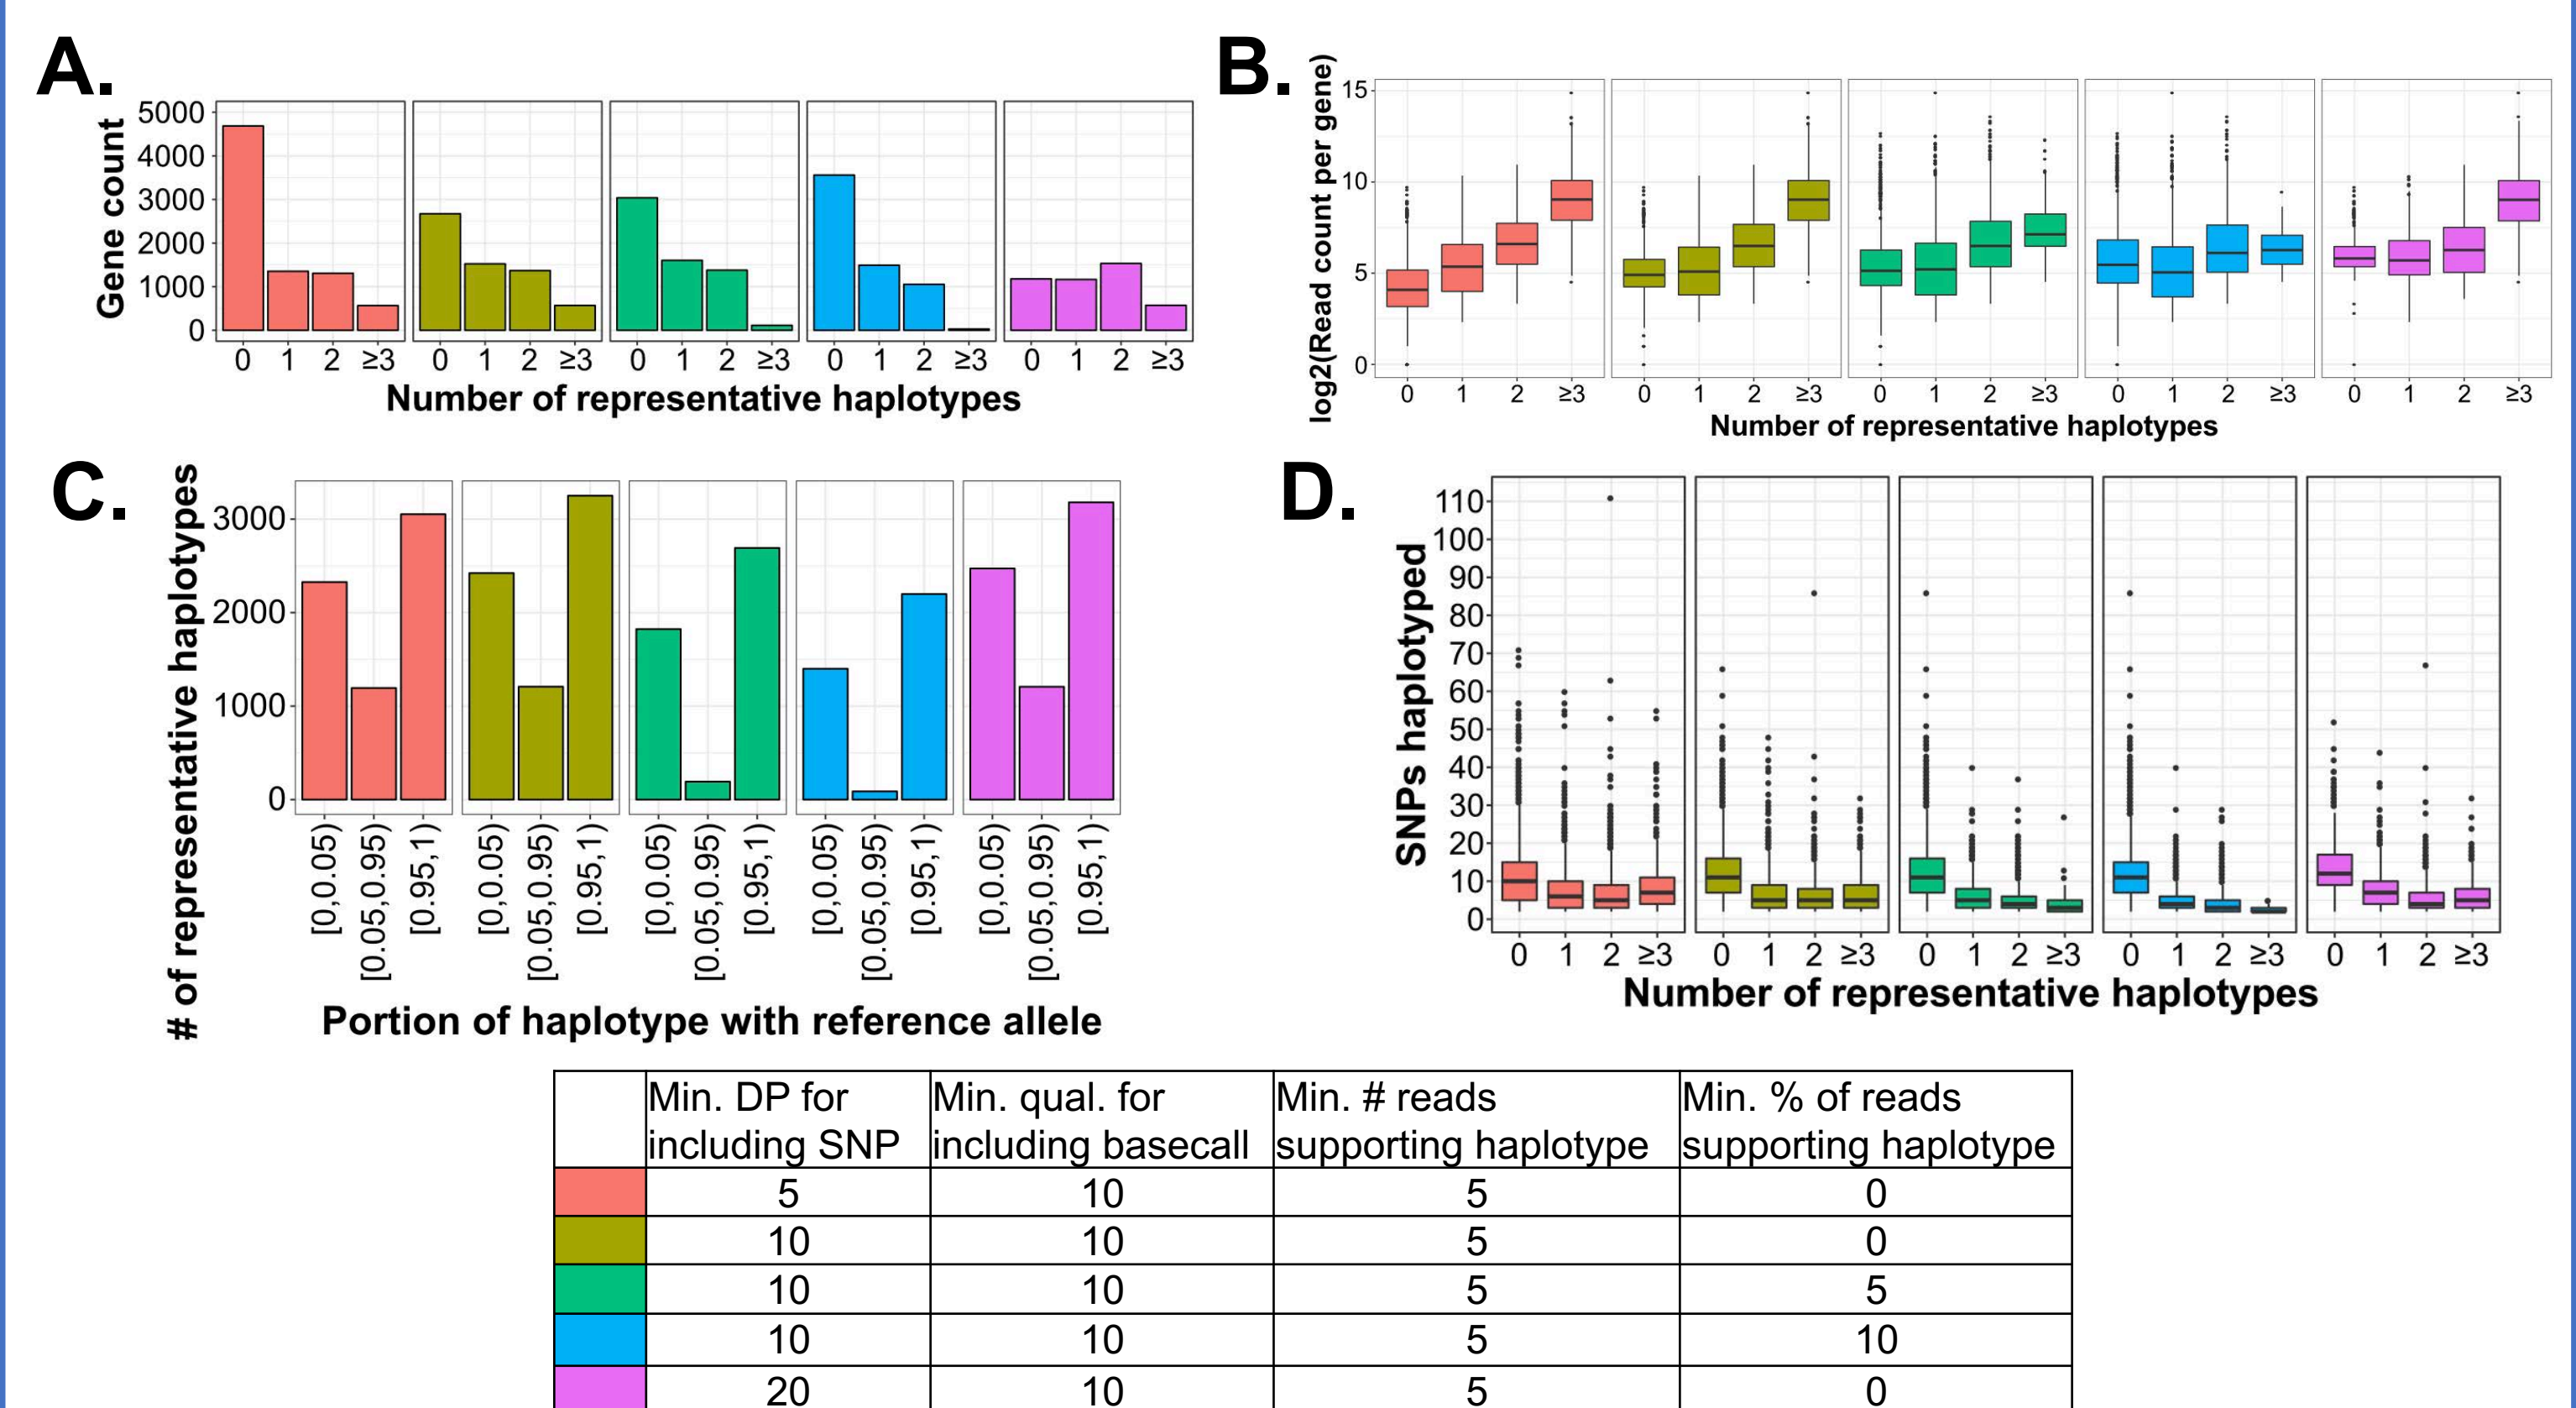 A.
Gene count
5000
4000
3000
2000
1000
0
0 1 2 ≥3 0 1 2 ≥3 0 1 2 ≥3 0 1 2 ≥3 0 1 2 ≥3
Number of representative haplotypes
B.
log2(Read count per gene)
15
10
5
0
0 1 2 ≥3 0 1 2 ≥3 0 1 2 ≥3 0 1 2 ≥3 0 1 2 ≥3
Number of representative haplotypes
C.
# of representative haplotypes
3000
2000
1000
0
[0,0.05) [0.05,0.95) [0.95,1) [0,0.05) [0.05,0.95) [0.95,1) [0,0.05) [0.05,0.95) [0.95,1) [0,0.05) [0.05,0.95) [0.95,1) [0,0.05) [0.05,0.95) [0.95,1)
Portion of haplotype with reference allele
D.
SNPs haplotyped
110
100
90
80
70
60
50
40
30
20
10
0
0 1 2 ≥3 0 1 2 ≥3 0 1 2 ≥3 0 1 2 ≥3 0 1 2 ≥3
Number of representative haplotypes
Min. DP for including SNP
Min. qual. for including basecall
Min. # reads supporting haplotype
Min. % of reads supporting haplotype
5 10 5 0
10 10 5 0
10 10 5 5
10 10 5 10
20 10 5 0